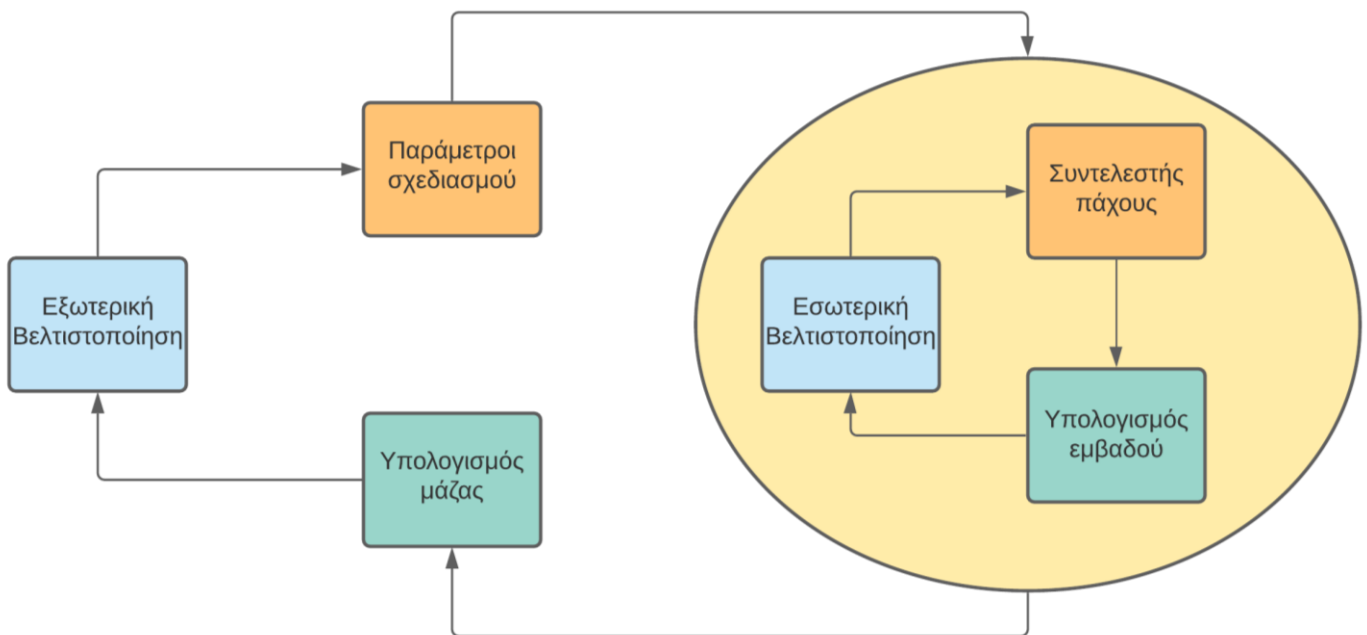 Παράμετροι
σχεδιασμού
Συντελεστής
πάχους
Εξωτερική
Βελτιστοποίηση
Εσωτερική
Βελτιστοποίηση
Υπολογισμός
μάζας
Υπολογισμός
εμβαδού